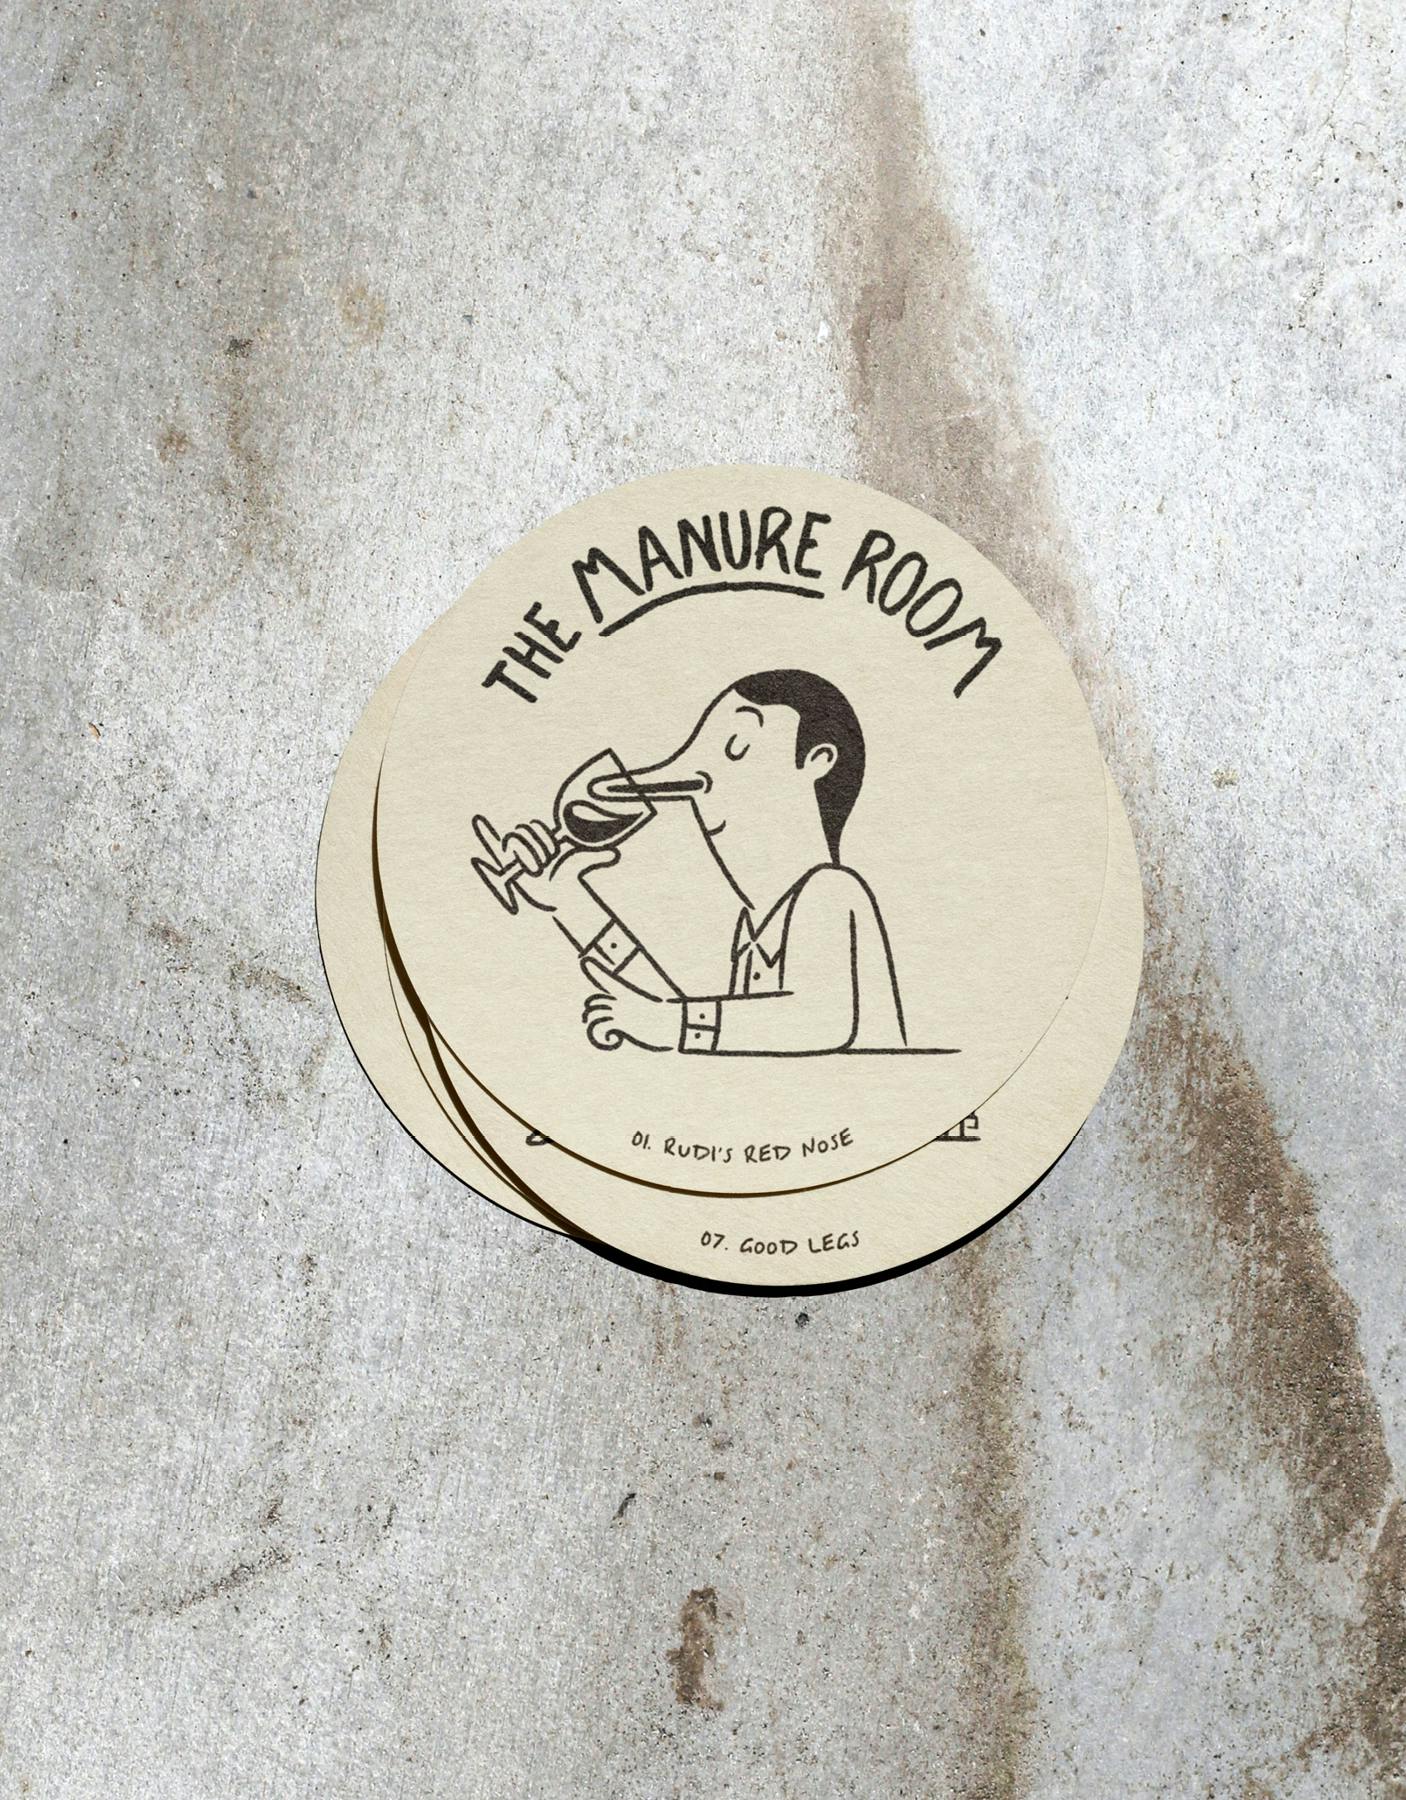 THE MANURE ROOM
01. RUDI'S RED NOSE
07. GOOD LEGS